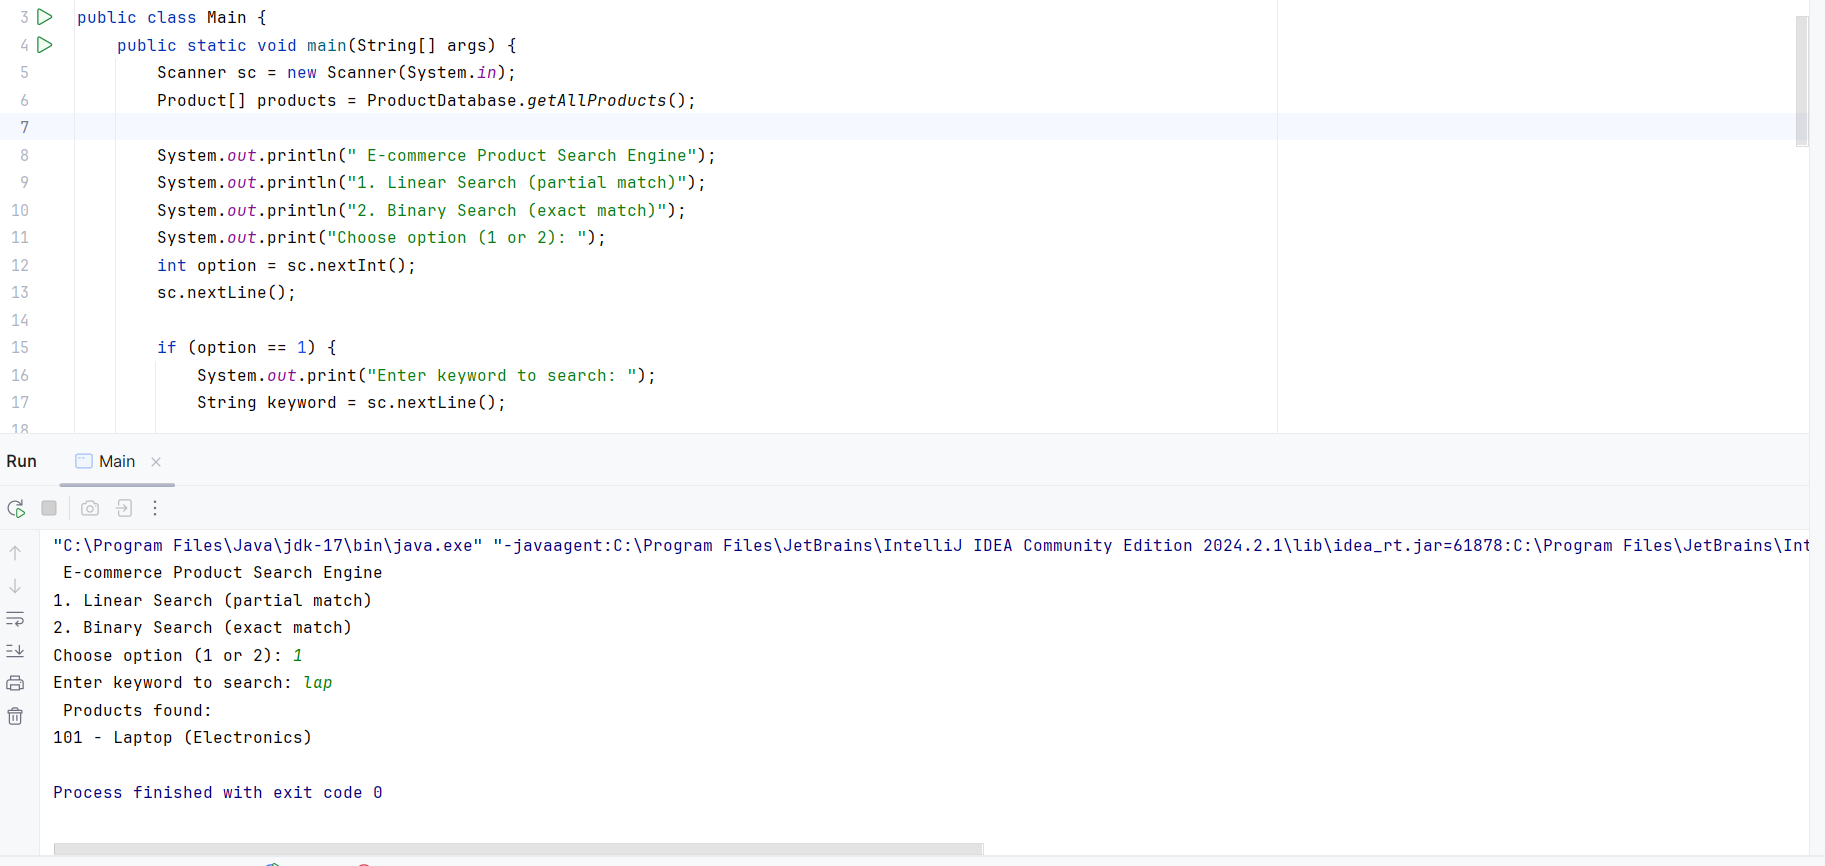 3 public class Main {
4 public static void main(String[] args) {
5 Scanner sc = new Scanner(System.in);
6 Product[] products = ProductDatabase.getAllProducts();
7
8 System.out.println(" E-commerce Product Search Engine");
9 System.out.println("1. Linear Search (partial match)");
10 System.out.println("2. Binary Search (exact match)");
11 System.out.print("Choose option (1 or 2): ");
12 int option = sc.nextInt();
13 sc.nextLine();
14
15 if (option == 1) {
16 System.out.print("Enter keyword to search: ");
17 String keyword = sc.nextLine();
18
Run Main
"C:\Program Files\Java\jdk-17\bin\java.exe" "-javaagent:C:\Program Files\JetBrains\IntelliJ IDEA Community Edition 2024.2.1\lib\idea_rt.jar=61878:C:\Program Files\JetBrains\Int
E-commerce Product Search Engine
1. Linear Search (partial match)
2. Binary Search (exact match)
Choose option (1 or 2): 1
Enter keyword to search: lap
Products found:
101 - Laptop (Electronics)
Process finished with exit code 0